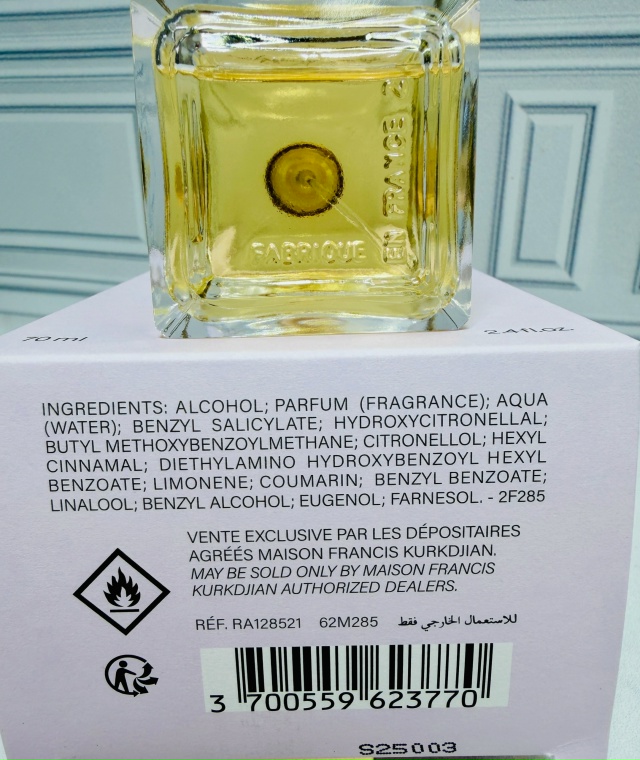 FABRIQUE
EN FRANCE 2
70 ml
2.4 fl.oz.
INGREDIENTS: ALCOHOL; PARFUM (FRAGRANCE); AQUA
(WATER); BENZYL SALICYLATE; HYDROXYCITRONELLAL;
BUTYL METHOXYBENZOYLMETHANE; CITRONELLOL; HEXYL
CINNAMAL; DIETHYLAMINO HYDROXYBENZOYL HEXYL
BENZOATE; LIMONENE; COUMARIN; BENZYL BENZOATE;
LINALOOL; BENZYL ALCOHOL; EUGENOL; FARNESOL. - 2F285
VENTE EXCLUSIVE PAR LES DÉPOSITAIRES
AGRÉÉS MAISON FRANCIS KURKDJIAN.
MAY BE SOLD ONLY BY MAISON FRANCIS
KURKDJIAN AUTHORIZED DEALERS.
RÉF. RA128521 62M285 للاستعمال الخارجي فقط
3 700559 623770
S25003